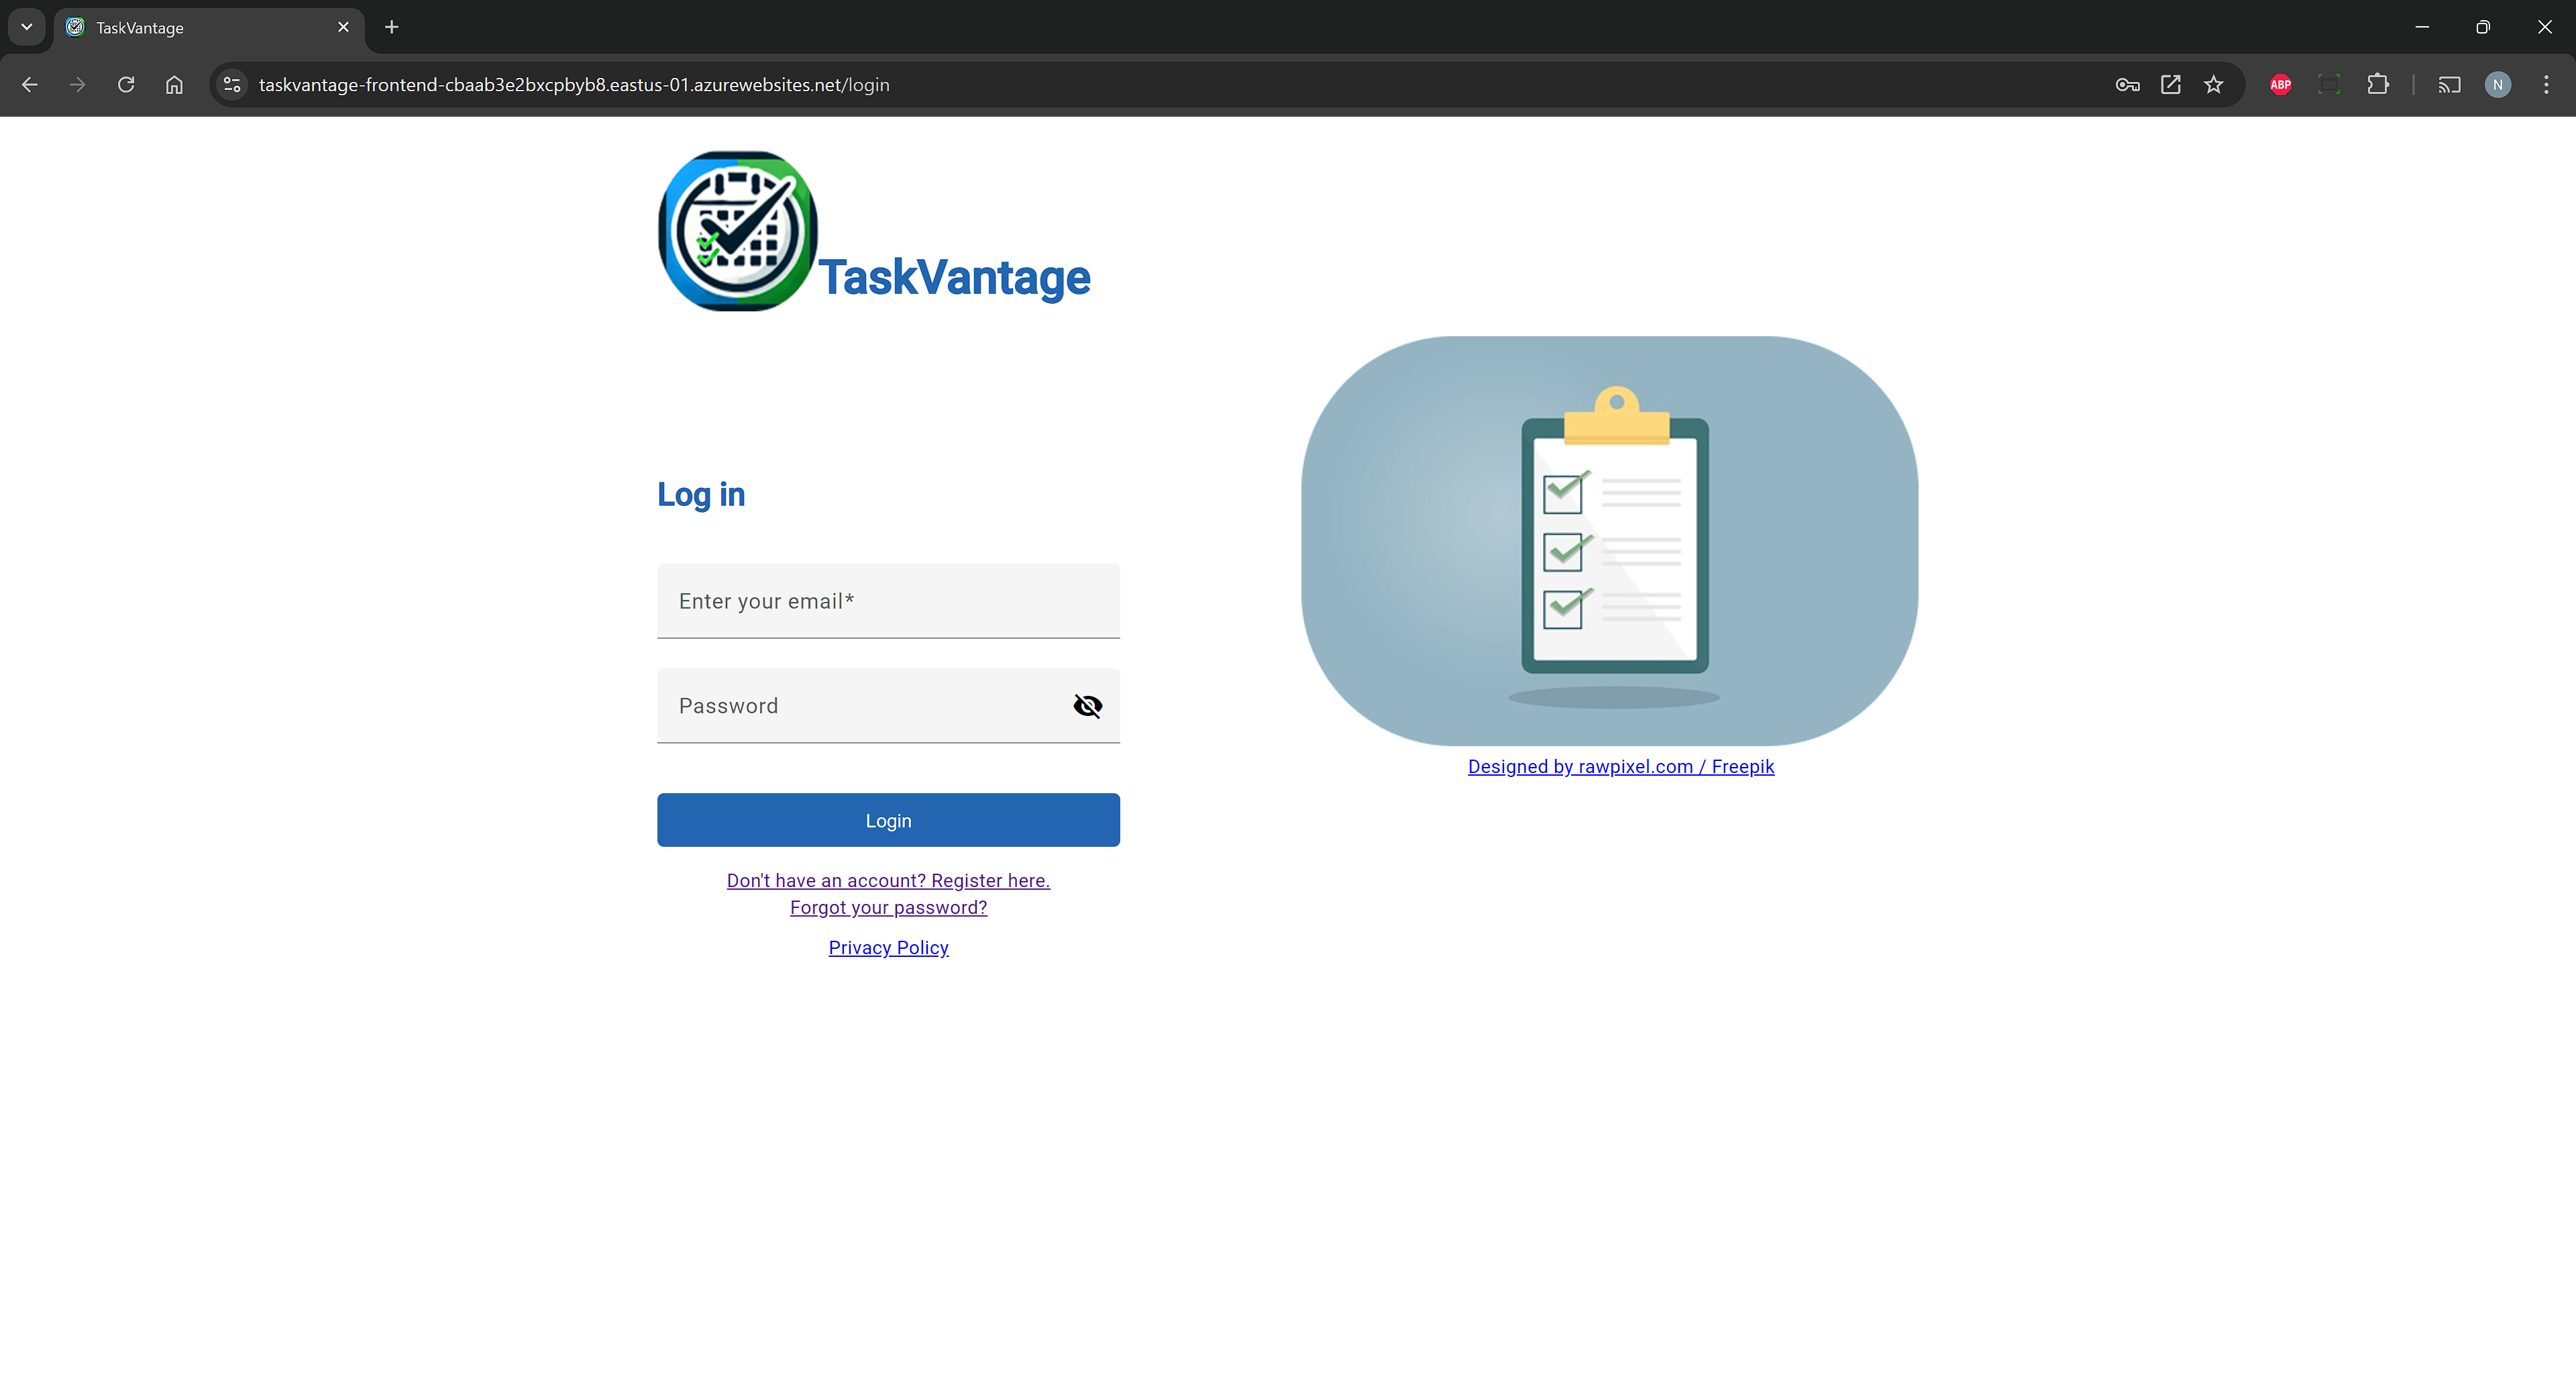 TaskVantage
taskvantage-frontend-cbaab3e2bxcpbyb8.eastus-01.azurewebsites.net/login
ABP
N
TaskVantage
Log in
Enter your email*
Password
Login
Don't have an account? Register here.
Forgot your password?
Privacy Policy
Designed by rawpixel.com / Freepik